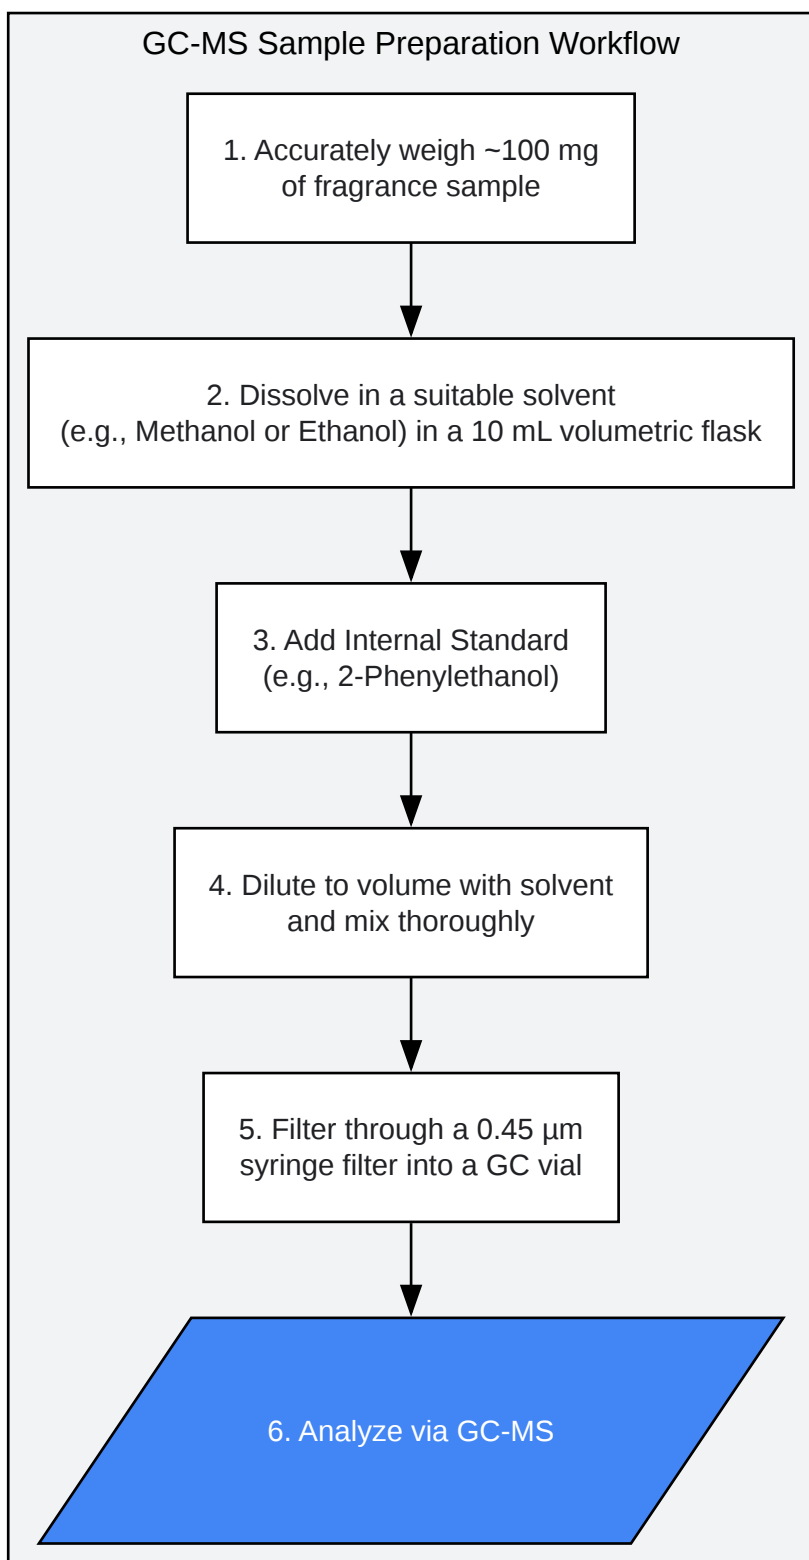 GC-MS Sample Preparation Workflow
1. Accurately weigh ~100 mg
of fragrance sample
2. Dissolve in a suitable solvent
(e.g., Methanol or Ethanol) in a 10 mL volumetric flask
3. Add Internal Standard
(e.g., 2-Phenylethanol)
4. Dilute to volume with solvent
and mix thoroughly
5. Filter through a 0.45 µm
syringe filter into a GC vial
6. Analyze via GC-MS